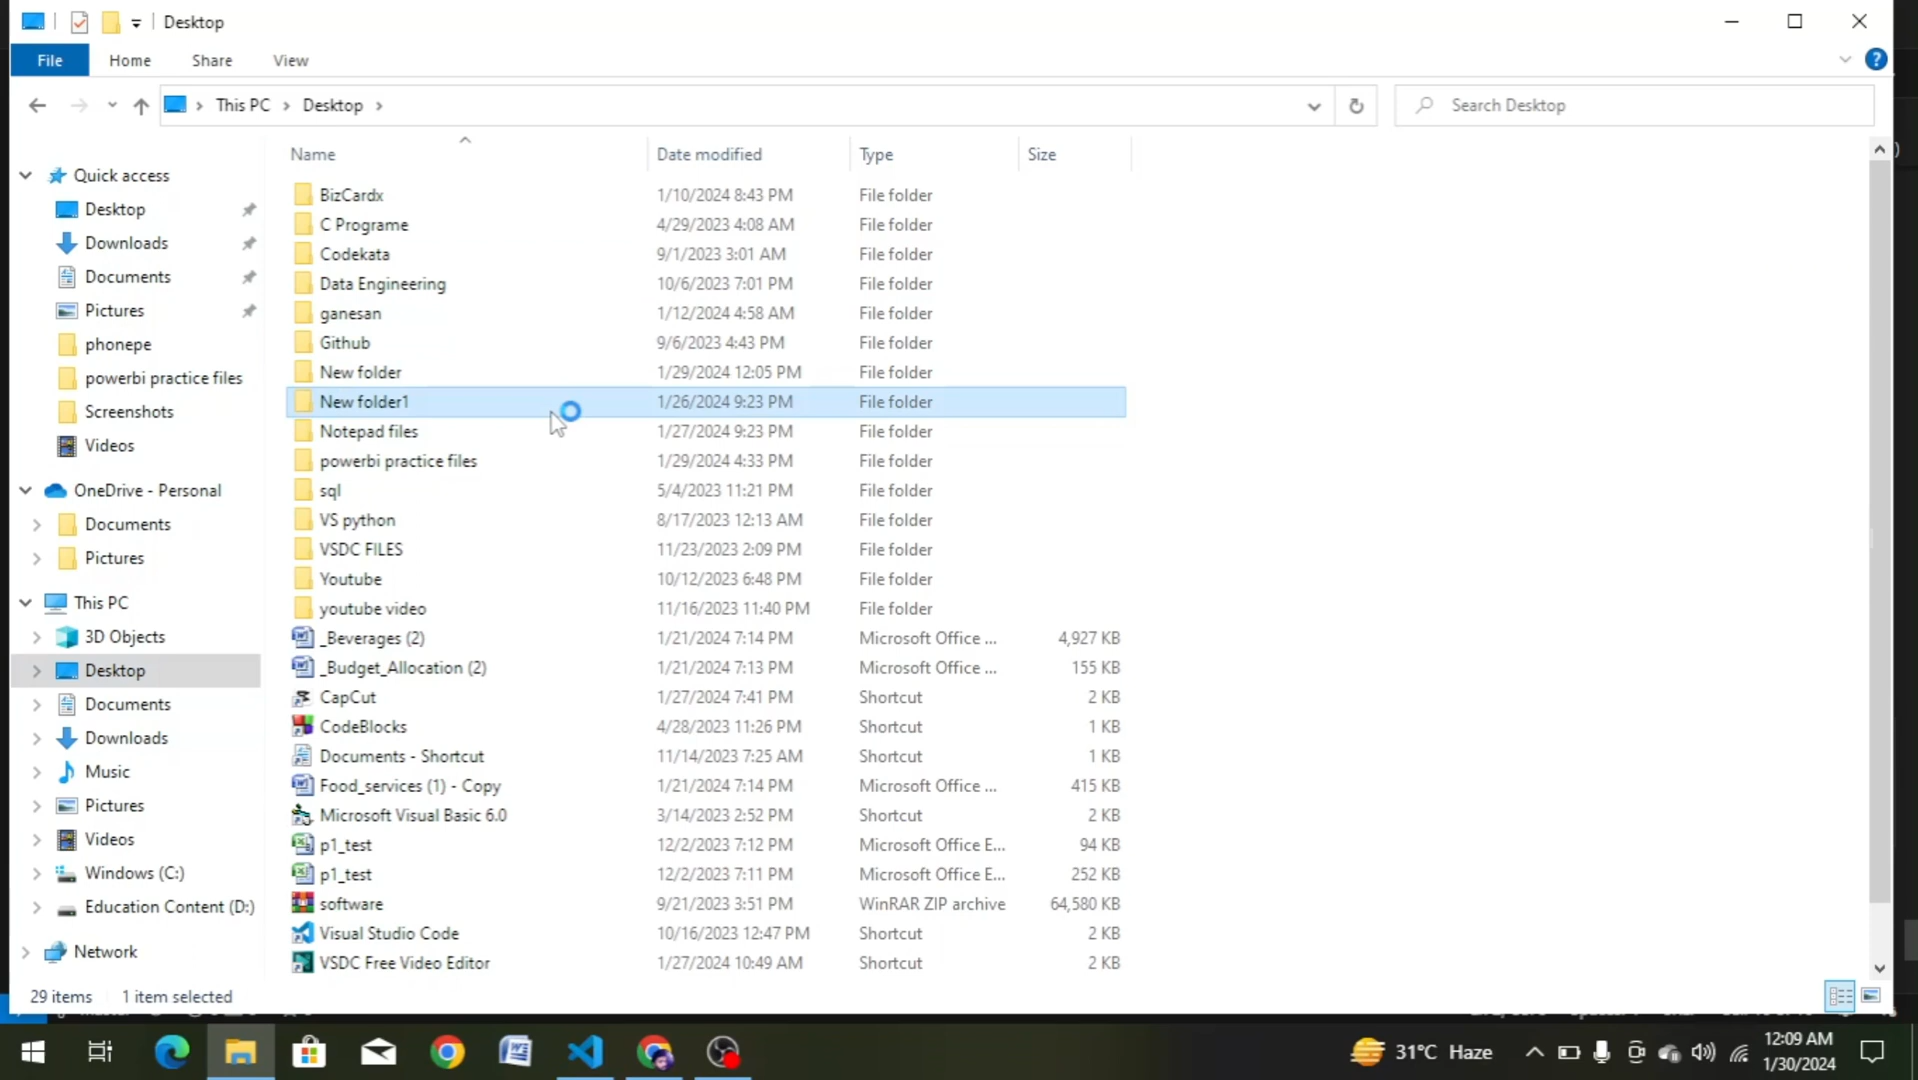 Desktop
File Home Share View
This PC Desktop
Search Desktop
Name Date modified Type Size
Quick access
Desktop
Downloads
Documents
Pictures
phonepe
powerbi practice files
Screenshots
Videos
OneDrive - Personal
Documents
Pictures
This PC
3D Objects
Desktop
Documents
Downloads
Music
Pictures
Videos
Windows (C:)
Education Content (D:)
Network
BizCardx 1/10/2024 8:43 PM File folder
C Programe 4/29/2023 4:08 AM File folder
Codekata 9/1/2023 3:01 AM File folder
Data Engineering 10/6/2023 7:01 PM File folder
ganesan 1/12/2024 4:58 AM File folder
Github 9/6/2023 4:43 PM File folder
New folder 1/29/2024 12:05 PM File folder
New folder1 1/26/2024 9:23 PM File folder
Notepad files 1/27/2024 9:23 PM File folder
powerbi practice files 1/29/2024 4:33 PM File folder
sql 5/4/2023 11:21 PM File folder
VS python 8/17/2023 12:13 AM File folder
VSDC FILES 11/23/2023 2:09 PM File folder
Youtube 10/12/2023 6:48 PM File folder
youtube video 11/16/2023 11:40 PM File folder
_Beverages (2) 1/21/2024 7:14 PM Microsoft Office ... 4,927 KB
_Budget_Allocation (2) 1/21/2024 7:13 PM Microsoft Office ... 155 KB
CapCut 1/27/2024 7:41 PM Shortcut 2 KB
CodeBlocks 4/28/2023 11:26 PM Shortcut 1 KB
Documents - Shortcut 11/14/2023 7:25 AM Shortcut 1 KB
Food_services (1) - Copy 1/21/2024 7:14 PM Microsoft Office ... 415 KB
Microsoft Visual Basic 6.0 3/14/2023 2:52 PM Shortcut 2 KB
p1_test 12/2/2023 7:12 PM Microsoft Office E... 94 KB
p1_test 12/2/2023 7:11 PM Microsoft Office E... 252 KB
software 9/21/2023 3:51 PM WinRAR ZIP archive 64,580 KB
Visual Studio Code 10/16/2023 12:47 PM Shortcut 2 KB
VSDC Free Video Editor 1/27/2024 10:49 AM Shortcut 2 KB
29 items 1 item selected
31°C Haze
12:09 AM
1/30/2024